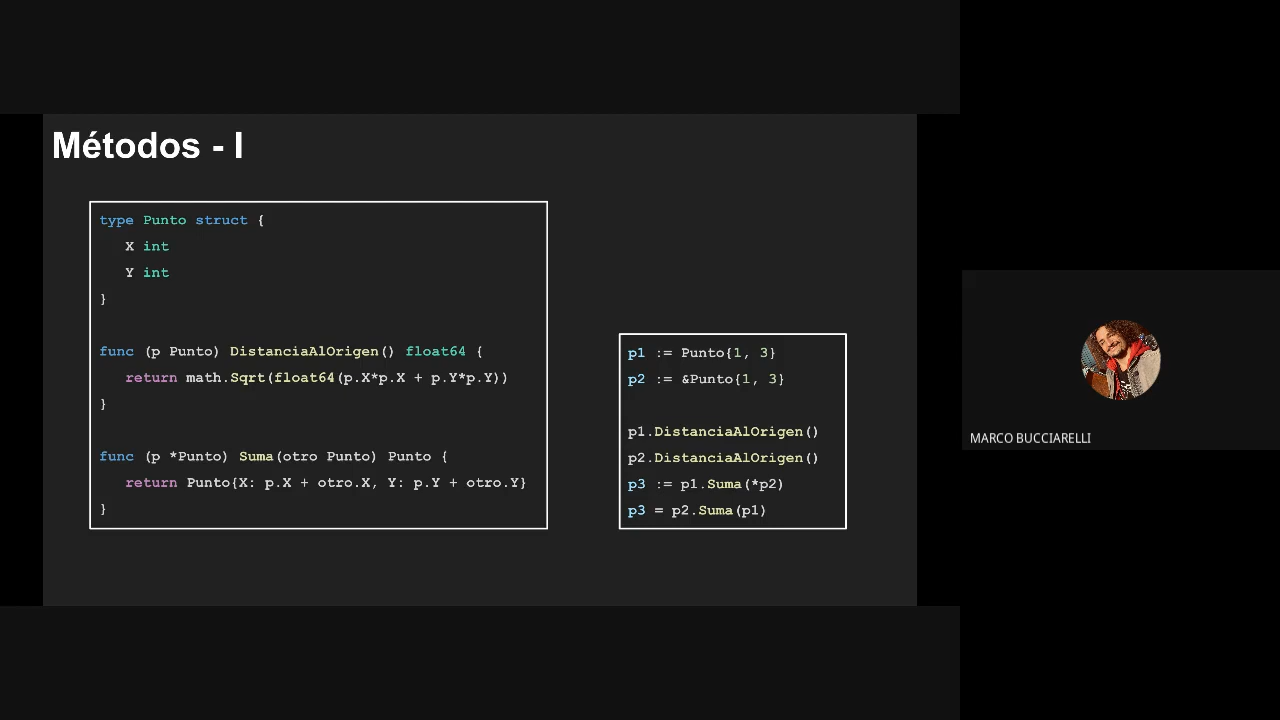 Métodos - I
type Punto struct {
X int
Y int
}
func (p Punto) DistanciaAlOrigen() float64 {
return math.Sqrt(float64(p.X*p.X + p.Y*p.Y))
}
func (p *Punto) Suma(otro Punto) Punto {
return Punto{X: p.X + otro.X, Y: p.Y + otro.Y}
}
p1 := Punto{1, 3}
p2 := &Punto{1, 3}
p1.DistanciaAlOrigen()
p2.DistanciaAlOrigen()
p3 := p1.Suma(*p2)
p3 = p2.Suma(p1)
MARCO BUCCIARELLI